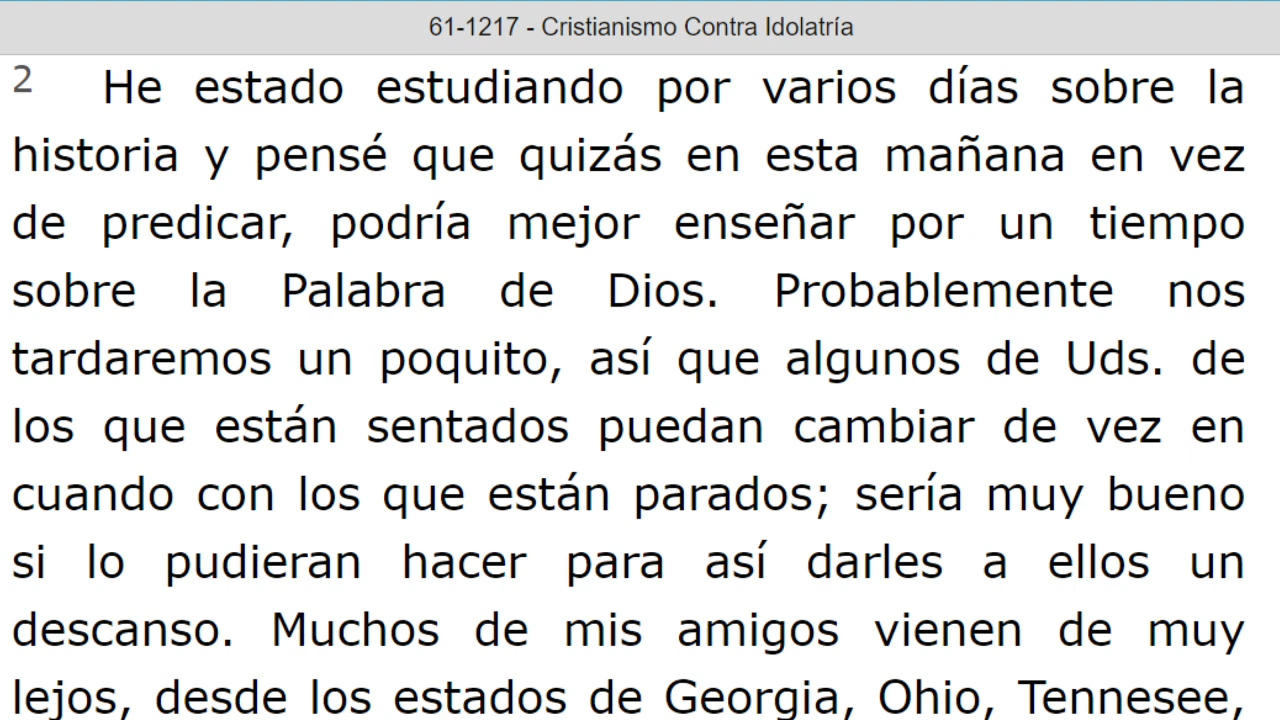 61-1217 - Cristianismo Contra Idolatría
2 He estado estudiando por varios días sobre la
historia y pensé que quizás en esta mañana en vez
de predicar, podría mejor enseñar por un tiempo
sobre la Palabra de Dios. Probablemente nos
tardaremos un poquito, así que algunos de Uds. de
los que están sentados puedan cambiar de vez en
cuando con los que están parados; sería muy bueno
si lo pudieran hacer para así darles a ellos un
descanso. Muchos de mis amigos vienen de muy
lejos, desde los estados de Georgia, Ohio, Tennesee,